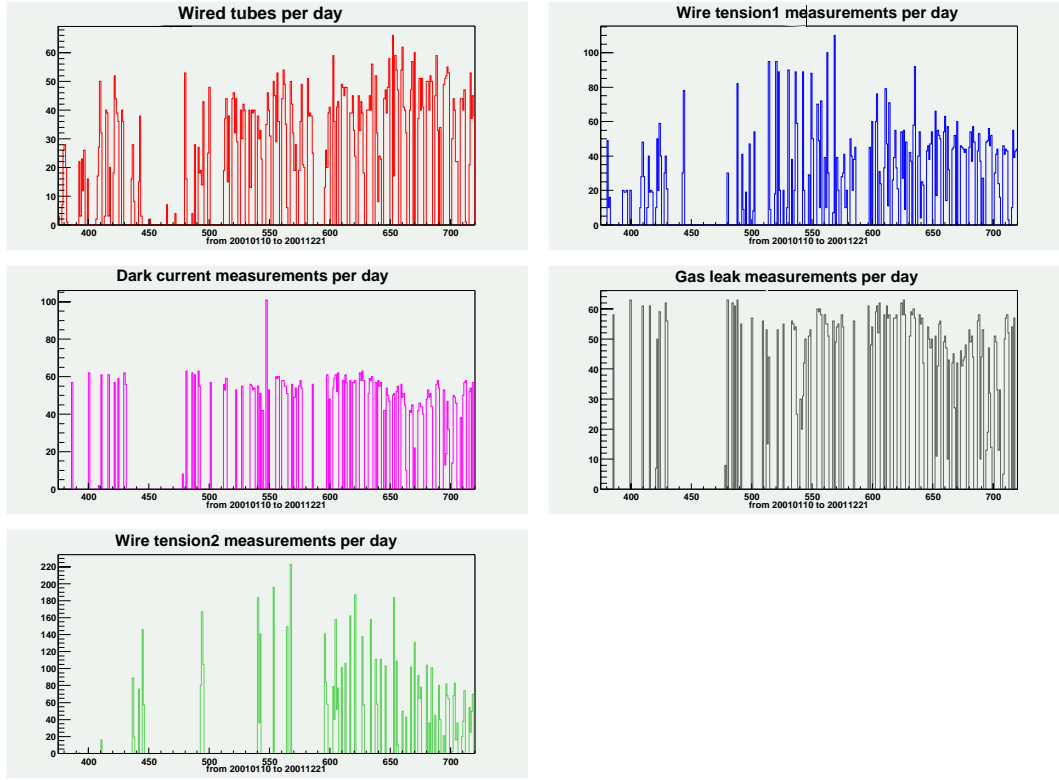 Wired tubes per day
60
50
40
30
20
10
0
400 450 500 550 600 650 700
from 20010110 to 20011221
Wire tension1 measurements per day
100
80
60
40
20
0
400 450 500 550 600 650 700
from 20010110 to 20011221
Dark current measurements per day
100
80
60
40
20
0
400 450 500 550 600 650 700
from 20010110 to 20011221
Gas leak measurements per day
60
50
40
30
20
10
0
400 450 500 550 600 650 700
from 20010110 to 20011221
Wire tension2 measurements per day
220
200
180
160
140
120
100
80
60
40
20
0
400 450 500 550 600 650 700
from 20010110 to 20011221